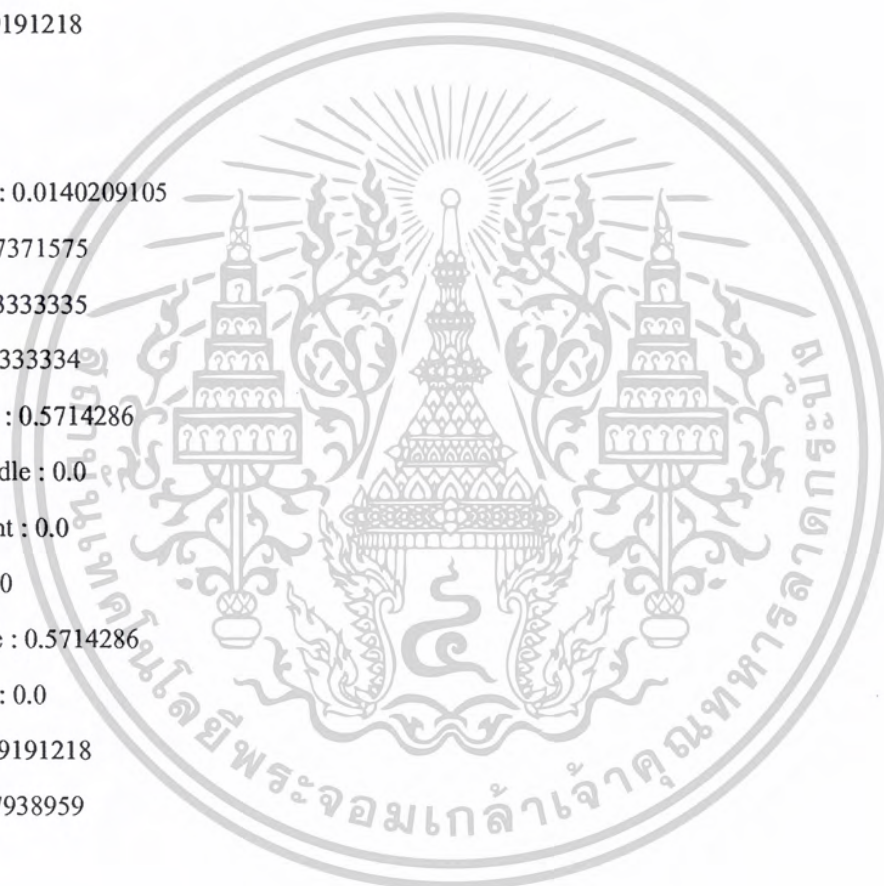 9191218
: 0.0140209105
7371575
3333335
333334
: 0.5714286
dle : 0.0
nt : 0.0
0
e : 0.5714286
: 0.0
9191218
7938959
สถาบันเทคโนโลยีพระจอมเกล้าเจ้าคุณทหารลาดกระบัง
๔